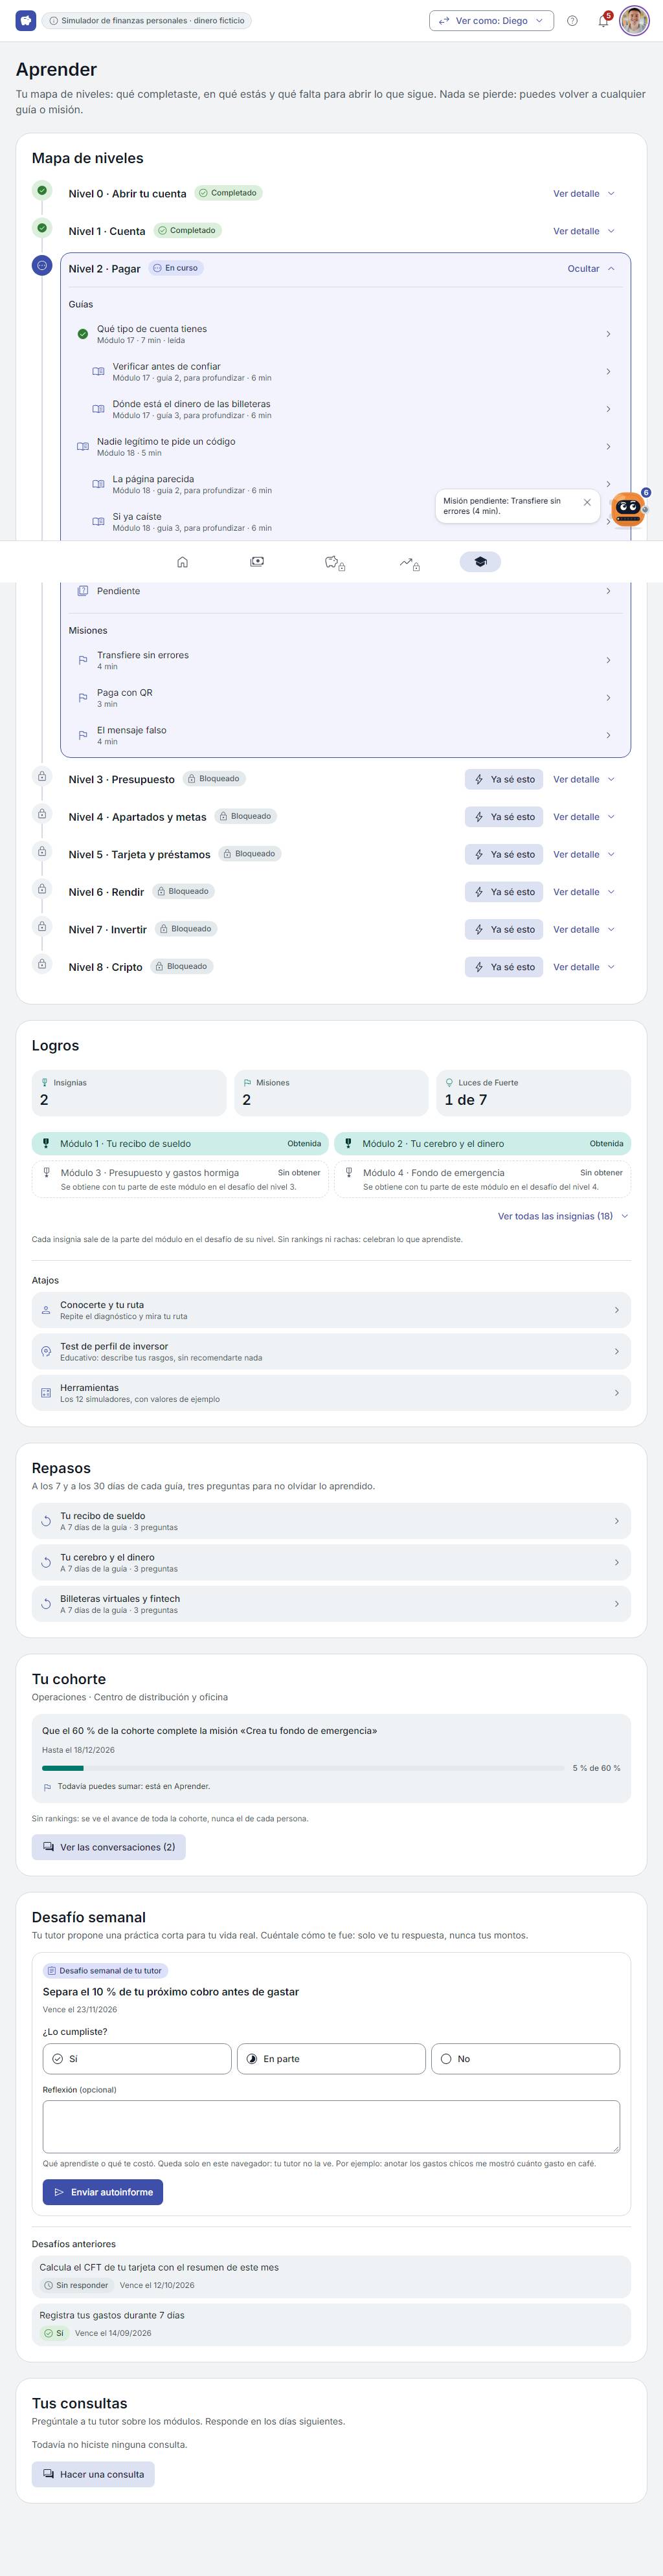 Simulador de finanzas personales · dinero ficticio
Ver como: Diego
5
Aprender
Tu mapa de niveles: qué completaste, en qué estás y qué falta para abrir lo que sigue. Nada se pierde: puedes volver a cualquier
guía o misión.
Mapa de niveles
Nivel 0 · Abrir tu cuenta
Completado
Ver detalle
Nivel 1 · Cuenta
Completado
Ver detalle
Nivel 2 · Pagar
En curso
Ocultar
Guías
Qué tipo de cuenta tienes
Módulo 17 · 7 min · leída
Verificar antes de confiar
Módulo 17 · guía 2, para profundizar · 6 min
Dónde está el dinero de las billeteras
Módulo 17 · guía 3, para profundizar · 6 min
Nadie legítimo te pide un código
Módulo 18 · 5 min
La página parecida
Módulo 18 · guía 2, para profundizar · 6 min
Si ya caíste
Módulo 18 · guía 3, para profundizar · 6 min
Misión pendiente: Transfiere sin
errores (4 min).
6
Pendiente
Misiones
Transfiere sin errores
4 min
Paga con QR
3 min
El mensaje falso
4 min
Nivel 3 · Presupuesto
Bloqueado
Ya sé esto
Ver detalle
Nivel 4 · Apartados y metas
Bloqueado
Ya sé esto
Ver detalle
Nivel 5 · Tarjeta y préstamos
Bloqueado
Ya sé esto
Ver detalle
Nivel 6 · Rendir
Bloqueado
Ya sé esto
Ver detalle
Nivel 7 · Invertir
Bloqueado
Ya sé esto
Ver detalle
Nivel 8 · Cripto
Bloqueado
Ya sé esto
Ver detalle
Logros
Insignias
2
Misiones
2
Luces de Fuerte
1 de 7
Módulo 1 · Tu recibo de sueldo
Obtenida
Módulo 2 · Tu cerebro y el dinero
Obtenida
Módulo 3 · Presupuesto y gastos hormiga
Sin obtener
Se obtiene con tu parte de este módulo en el desafío del nivel 3.
Módulo 4 · Fondo de emergencia
Sin obtener
Se obtiene con tu parte de este módulo en el desafío del nivel 4.
Ver todas las insignias (18)
Cada insignia sale de la parte del módulo en el desafío de su nivel. Sin rankings ni rachas: celebran lo que aprendiste.
Atajos
Conocerte y tu ruta
Repite el diagnóstico y mira tu ruta
Test de perfil de inversor
Educativo: describe tus rasgos, sin recomendarte nada
Herramientas
Los 12 simuladores, con valores de ejemplo
Repasos
A los 7 y a los 30 días de cada guía, tres preguntas para no olvidar lo aprendido.
Tu recibo de sueldo
A 7 días de la guía · 3 preguntas
Tu cerebro y el dinero
A 7 días de la guía · 3 preguntas
Billeteras virtuales y fintech
A 7 días de la guía · 3 preguntas
Tu cohorte
Operaciones · Centro de distribución y oficina
Que el 60 % de la cohorte complete la misión «Crea tu fondo de emergencia»
Hasta el 18/12/2026
5 % de 60 %
Todavía puedes sumar: está en Aprender.
Sin rankings: se ve el avance de toda la cohorte, nunca el de cada persona.
Ver las conversaciones (2)
Desafío semanal
Tu tutor propone una práctica corta para tu vida real. Cuéntale cómo te fue: solo ve tu respuesta, nunca tus montos.
Desafío semanal de tu tutor
Separa el 10 % de tu próximo cobro antes de gastar
Vence el 23/11/2026
¿Lo cumpliste?
Sí
En parte
No
Reflexión (opcional)
Qué aprendiste o qué te costó. Queda solo en este navegador: tu tutor no la ve. Por ejemplo: anotar los gastos chicos me mostró cuánto gasto en café.
Enviar autoinforme
Desafíos anteriores
Calcula el CFT de tu tarjeta con el resumen de este mes
Sin responder
Vence el 12/10/2026
Registra tus gastos durante 7 días
Sí
Vence el 14/09/2026
Tus consultas
Pregúntale a tu tutor sobre los módulos. Responde en los días siguientes.
Todavía no hiciste ninguna consulta.
Hacer una consulta